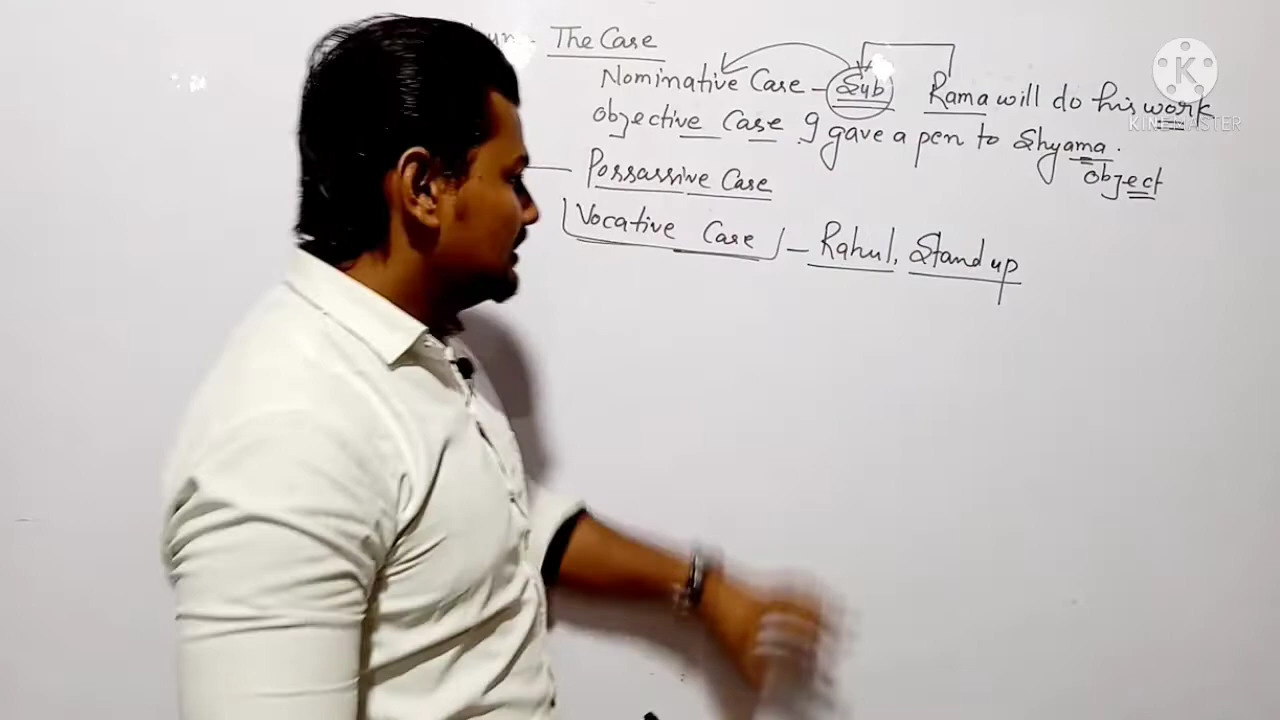 The Case
Nominative Case - Sub Rama will do his work
objective Case I gave a pen to Shyama.
object
Possassive Case
Vocative Case - Rahul, Stand up
K
KINEMASTER